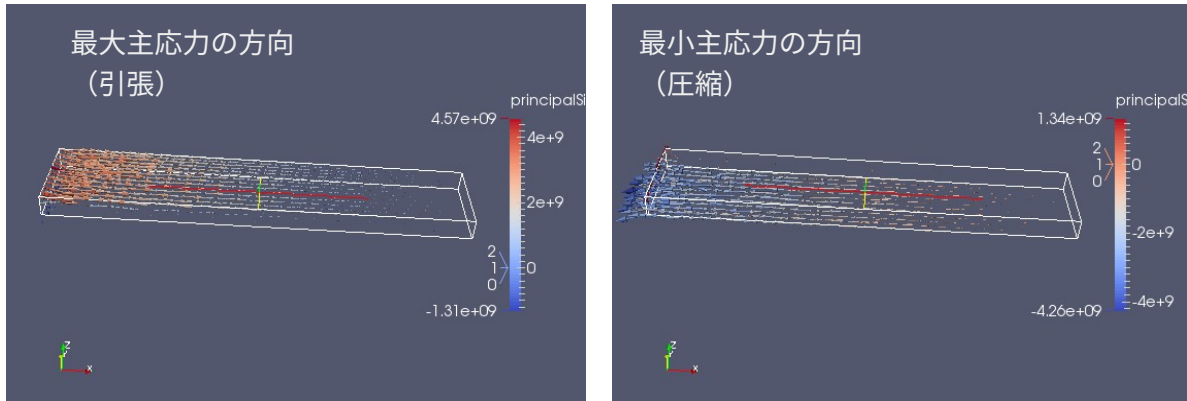 最大主応力の方向
（引張）
principalSi
4.57e+09
4e+9
2e+9
2
1
0
0
-1.31e+09
Z
Y
X
最小主応力の方向
（圧縮）
principalS
1.34e+09
2
1
0
0
-2e+9
-4e+9
-4.26e+09
Z
Y
X